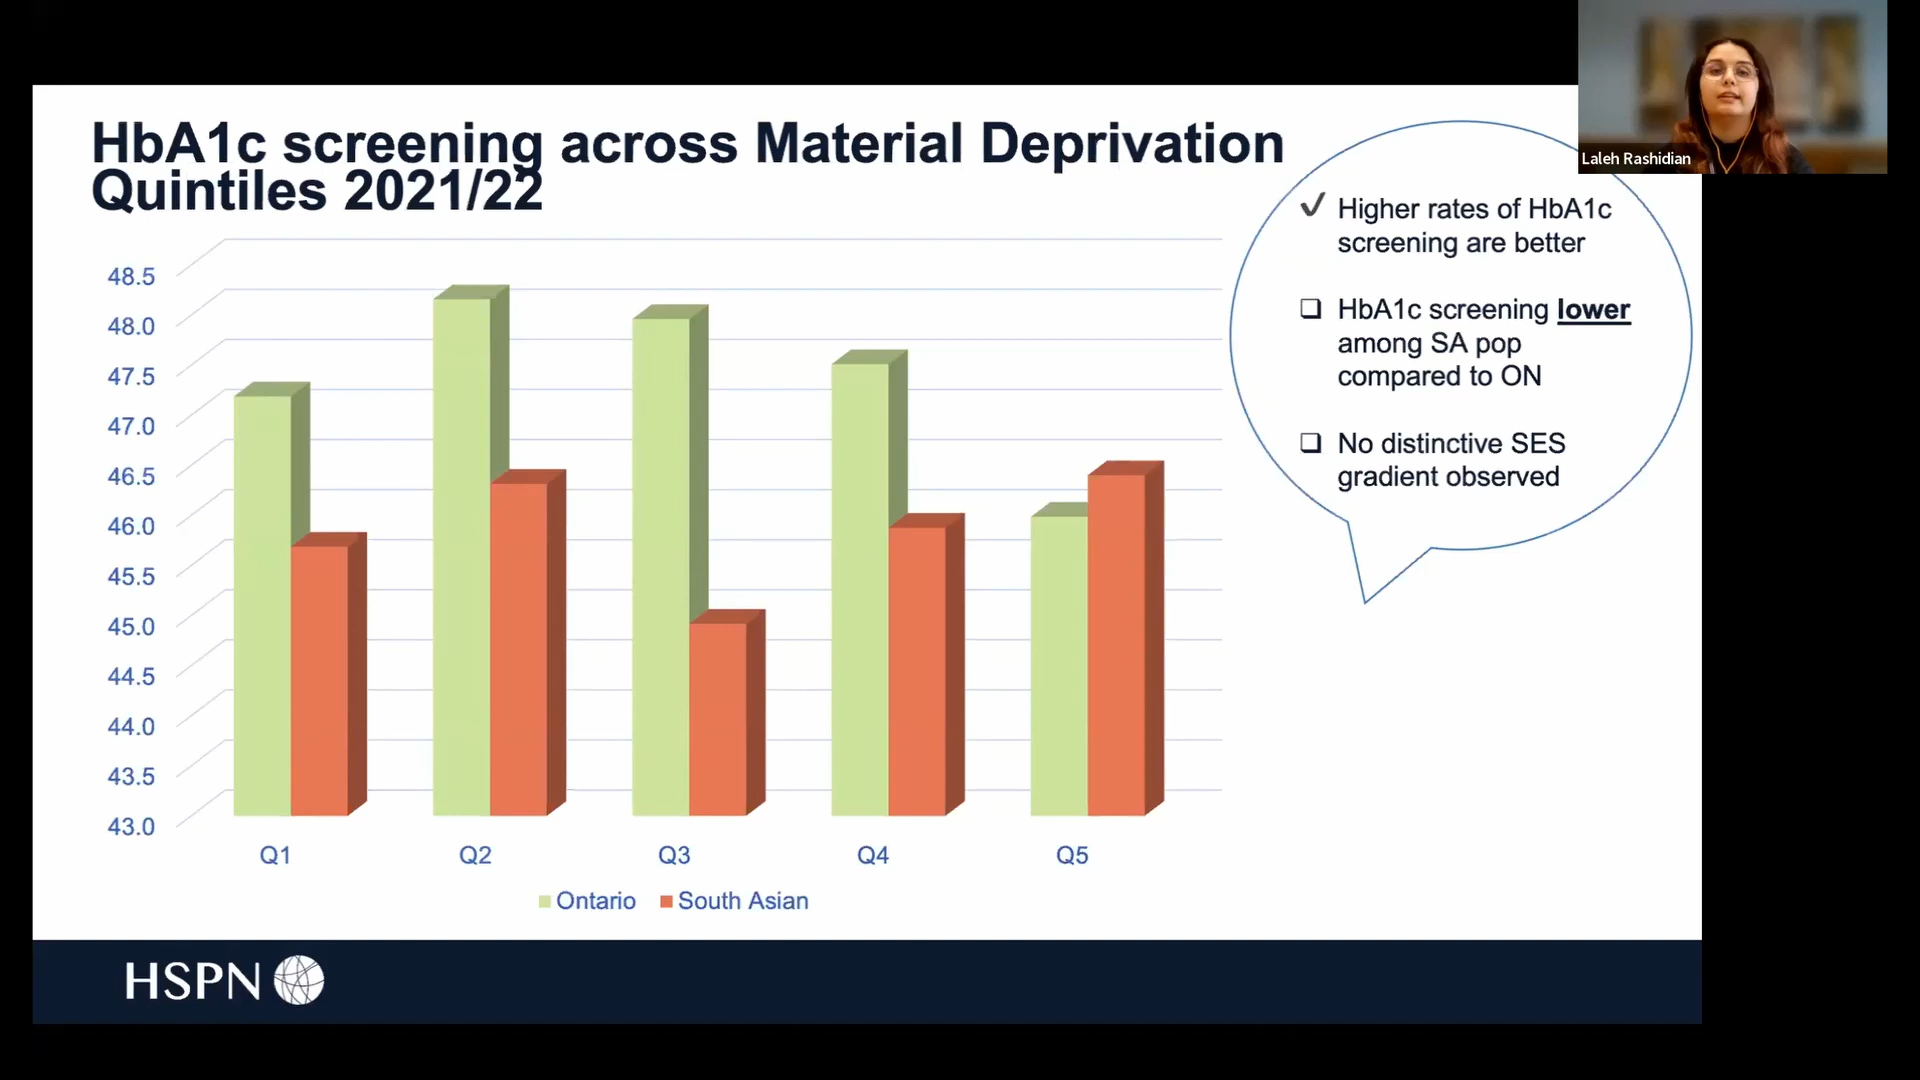 HbA1c screening across Material Deprivation
Quintiles 2021/22
Laleh Rashidian
Higher rates of HbA1c
screening are better
HbA1c screening lower
among SA pop
compared to ON
No distinctive SES
gradient observed
48.5
48.0
47.5
47.0
46.5
46.0
45.5
45.0
44.5
44.0
43.5
43.0
Q1 Q2 Q3 Q4 Q5
Ontario South Asian
HSPN